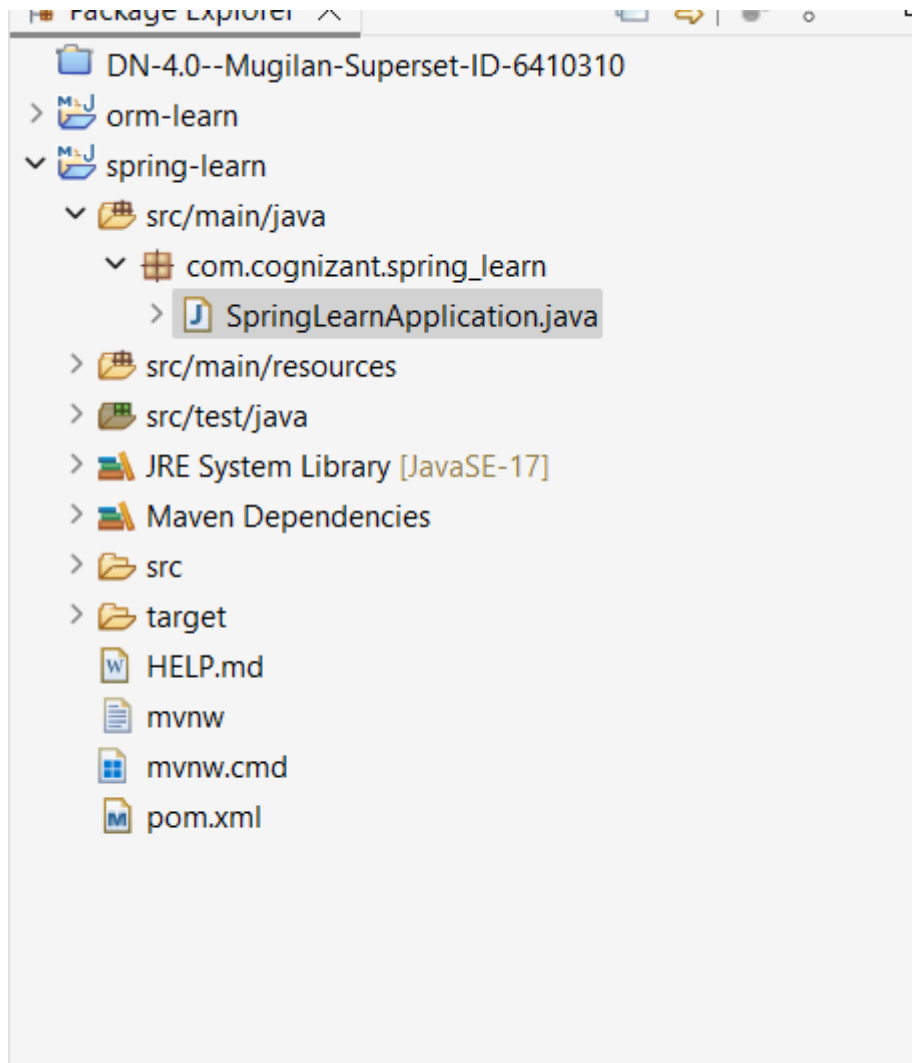 Package Explorer
DN-4.0--Mugilan-Superset-ID-6410310
orm-learn
spring-learn
src/main/java
com.cognizant.spring_learn
SpringLearnApplication.java
src/main/resources
src/test/java
JRE System Library [JavaSE-17]
Maven Dependencies
src
target
HELP.md
mvnw
mvnw.cmd
pom.xml